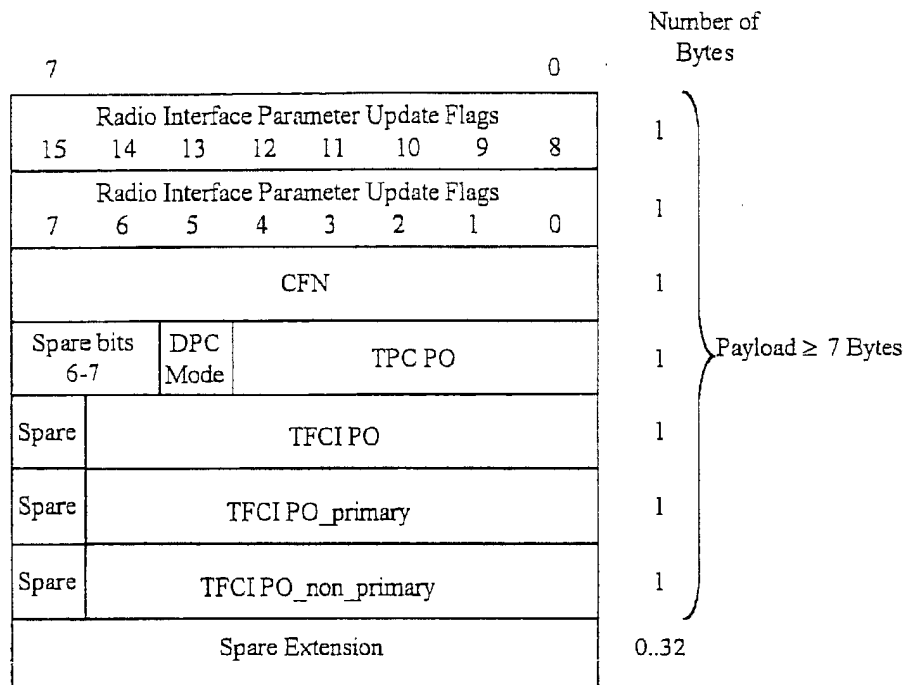 Number of
Bytes
7 0
Radio Interface Parameter Update Flags
15 14 13 12 11 10 9 8
1
Radio Interface Parameter Update Flags
7 6 5 4 3 2 1 0
1
CFN
1
Spare bits
6-7
DPC
Mode
TPC PO
1
Payload ≥ 7 Bytes
Spare
TFCI PO
1
Spare
TFCI PO_primary
1
Spare
TFCI PO_non_primary
1
Spare Extension
0..32